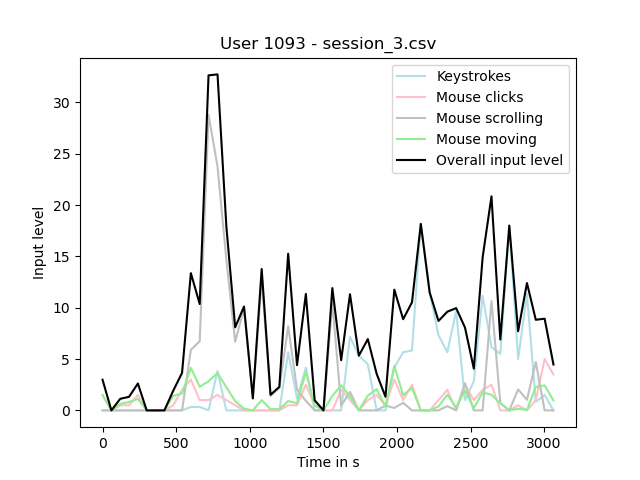 User 1093 - session_3.csv
Keystrokes
Mouse clicks
Mouse scrolling
Mouse moving
Overall input level
Input level
30
25
20
15
10
5
0
0 500 1000 1500 2000 2500 3000
Time in s